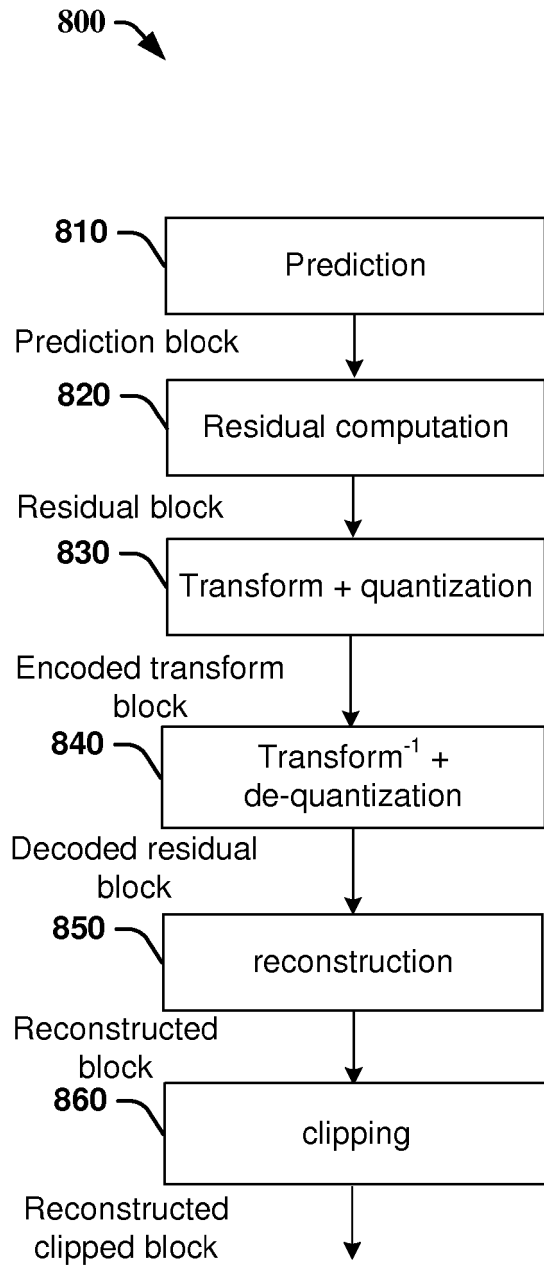 800
810
Prediction
Prediction block
820
Residual computation
Residual block
830
Transform + quantization
Encoded transform
block
840
Transform⁻¹ +
de-quantization
Decoded residual
block
850
reconstruction
Reconstructed
block
860
clipping
Reconstructed
clipped block